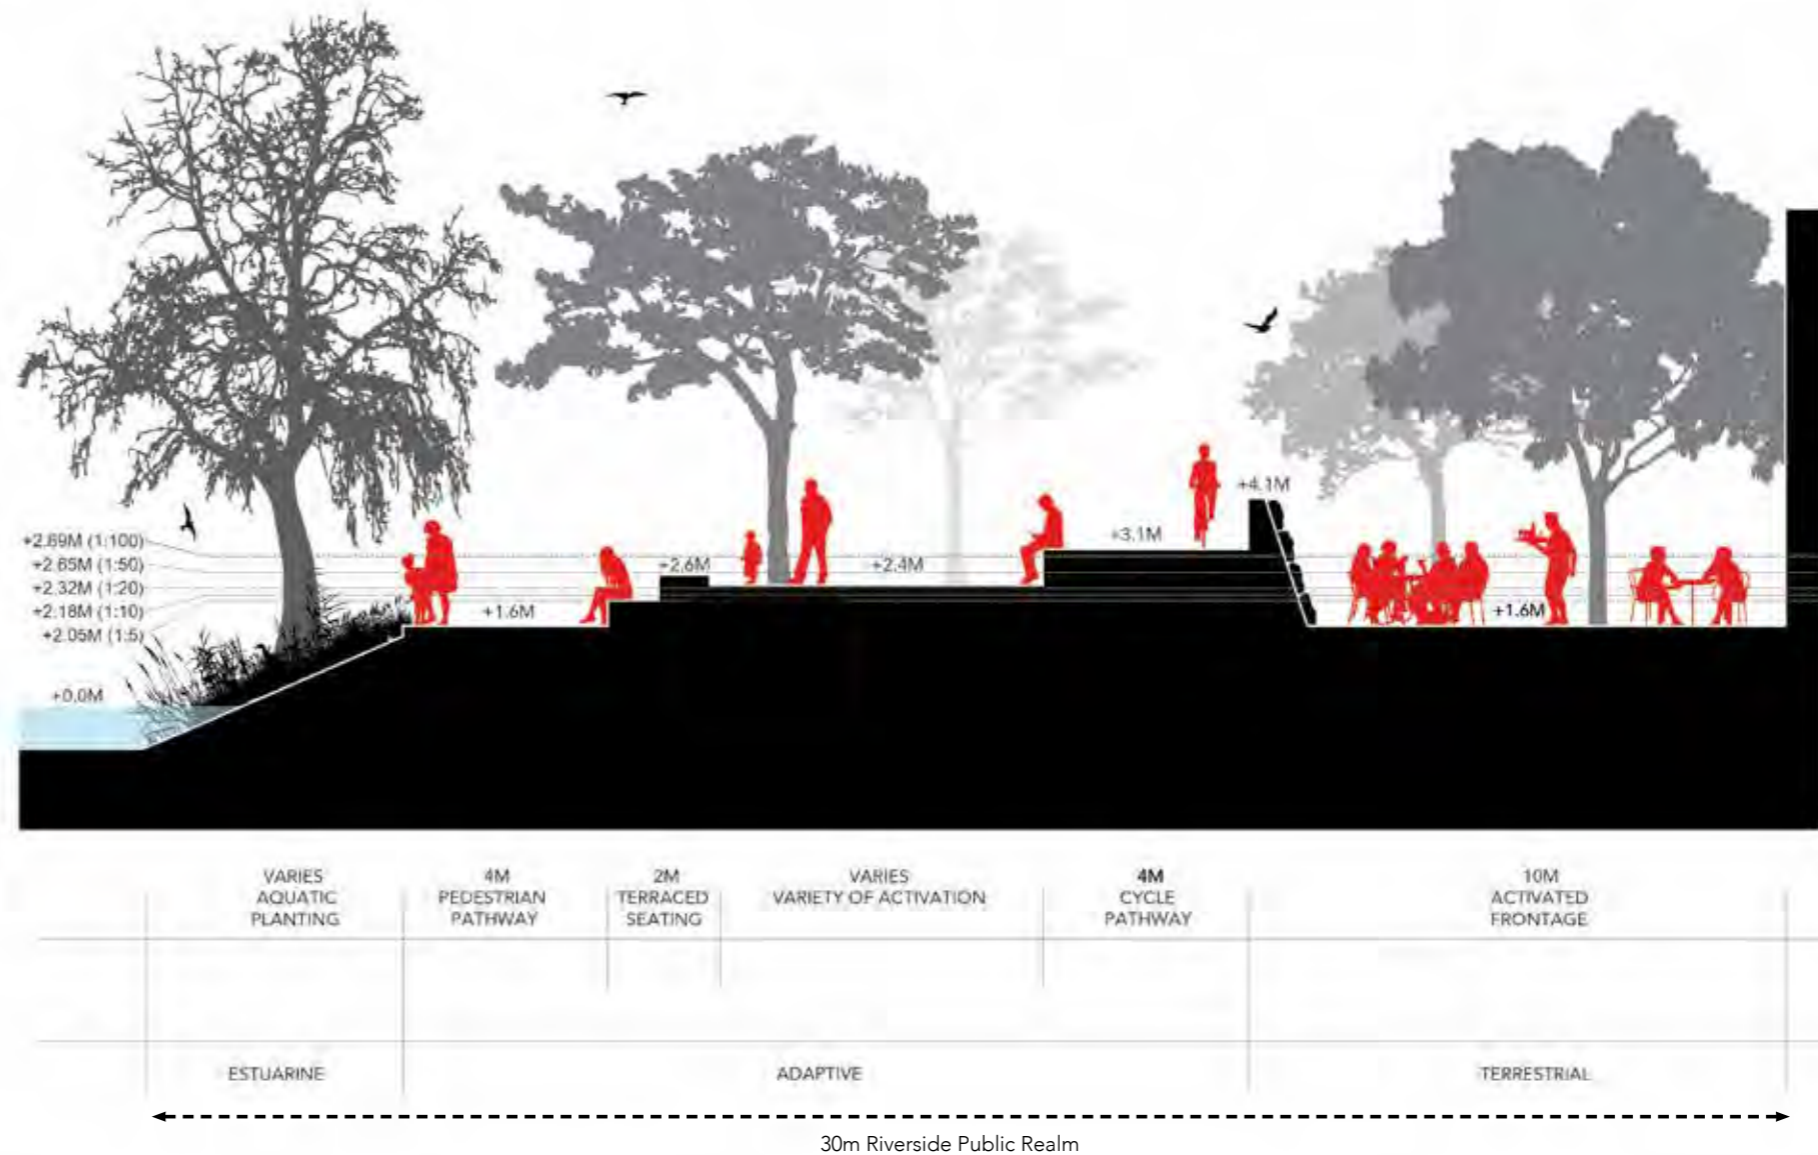 +4.1M
+3.1M
+2.69M (1:100)
+2.65M (1:50)
+2.6M
+2.4M
+2.32M (1:20)
+2.18M (1:10)
+1.6M
+1.6M
+2.05M (1:5)
+0.0M
VARIES
AQUATIC
PLANTING
4M
PEDESTRIAN
PATHWAY
2M
TERRACED
SEATING
VARIES
VARIETY OF ACTIVATION
4M
CYCLE
PATHWAY
10M
ACTIVATED
FRONTAGE
ESTUARINE
ADAPTIVE
TERRESTRIAL
30m Riverside Public Realm